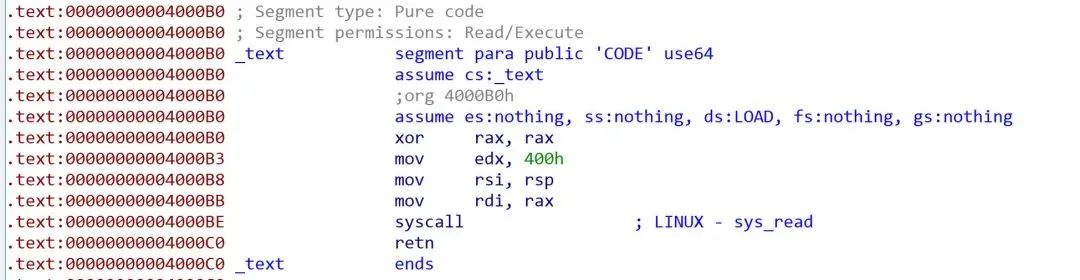 .text:00000000004000B0 ; Segment type: Pure code
.text:00000000004000B0 ; Segment permissions: Read/Execute
.text:00000000004000B0 _text segment para public 'CODE' use64
.text:00000000004000B0 assume cs:_text
.text:00000000004000B0 ;org 4000B0h
.text:00000000004000B0 assume es:nothing, ss:nothing, ds:LOAD, fs:nothing, gs:nothing
.text:00000000004000B0 xor rax, rax
.text:00000000004000B3 mov edx, 400h
.text:00000000004000B8 mov rsi, rsp
.text:00000000004000BB mov rdi, rax
.text:00000000004000BE syscall ; LINUX - sys_read
.text:00000000004000C0 retn
.text:00000000004000C0 _text ends